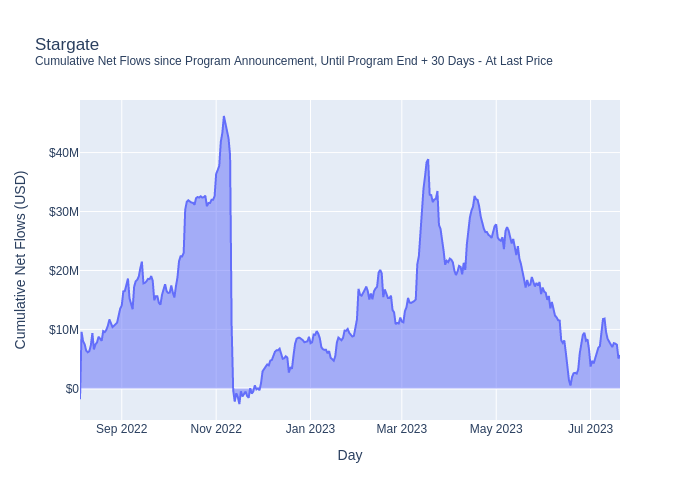 Stargate
Cumulative Net Flows since Program Announcement, Until Program End + 30 Days - At Last Price
Cumulative Net Flows (USD)
$40M
$30M
$20M
$10M
$0
Sep 2022 Nov 2022 Jan 2023 Mar 2023 May 2023 Jul 2023
Day